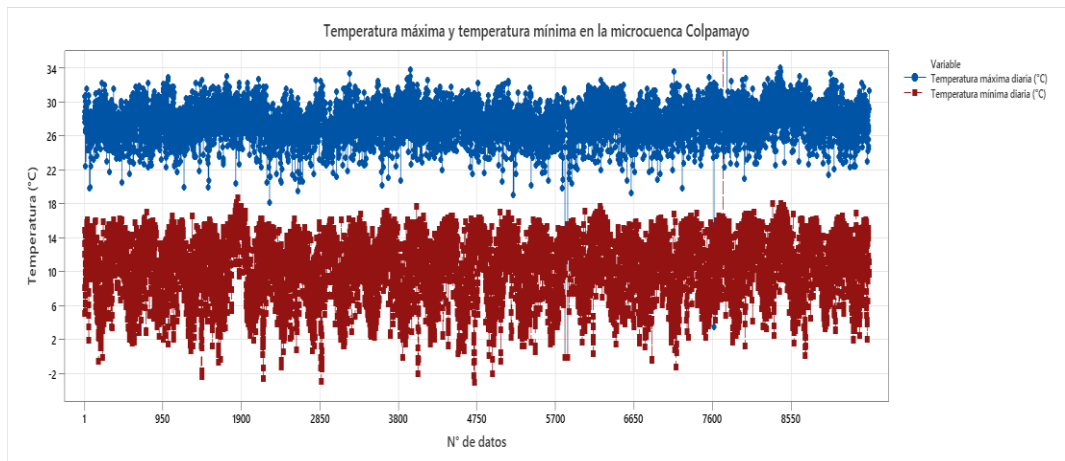 Temperatura máxima y temperatura mínima en la microcuenca Colpamayo
Variable
Temperatura máxima diaria (°C)
Temperatura mínima diaria (°C)
Temperatura (°C)
34
30
26
22
18
14
10
6
2
-2
1 950 1900 2850 3800 4750 5700 6650 7600 8550
N° de datos